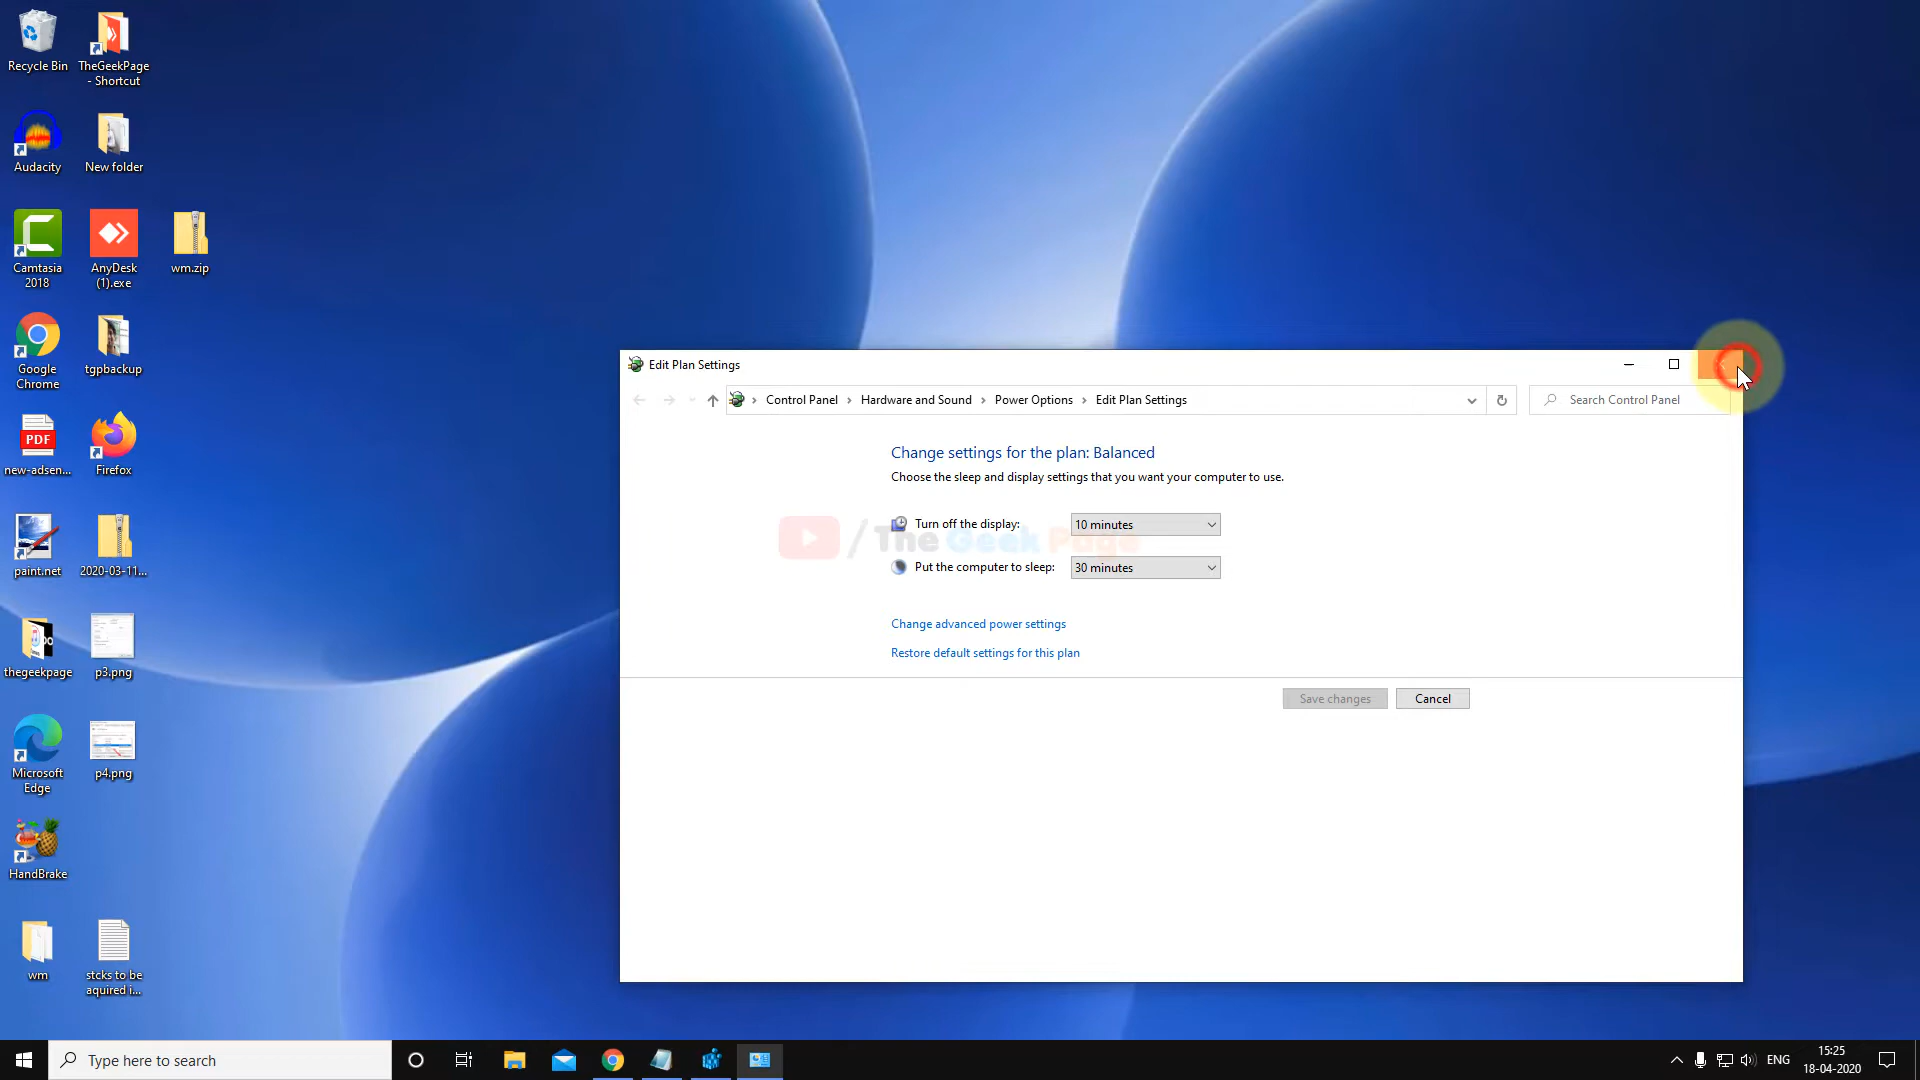 Recycle Bin
TheGeekPage
- Shortcut
Audacity
New folder
Camtasia
2018
AnyDesk
(1).exe
wm.zip
Google
Chrome
tgpbackup
PDF
new-adsen...
Firefox
paint.net
2020-03-11...
thegeekpage
p3.png
Microsoft
Edge
p4.png
HandBrake
wm
stcks to be
aquired i...
Edit Plan Settings
Control Panel > Hardware and Sound > Power Options > Edit Plan Settings
Search Control Panel
Change settings for the plan: Balanced
Choose the sleep and display settings that you want your computer to use.
Turn off the display: 10 minutes
/The Geek Page
Put the computer to sleep: 30 minutes
Change advanced power settings
Restore default settings for this plan
Save changes Cancel
Type here to search
ENG
15:25
18-04-2020